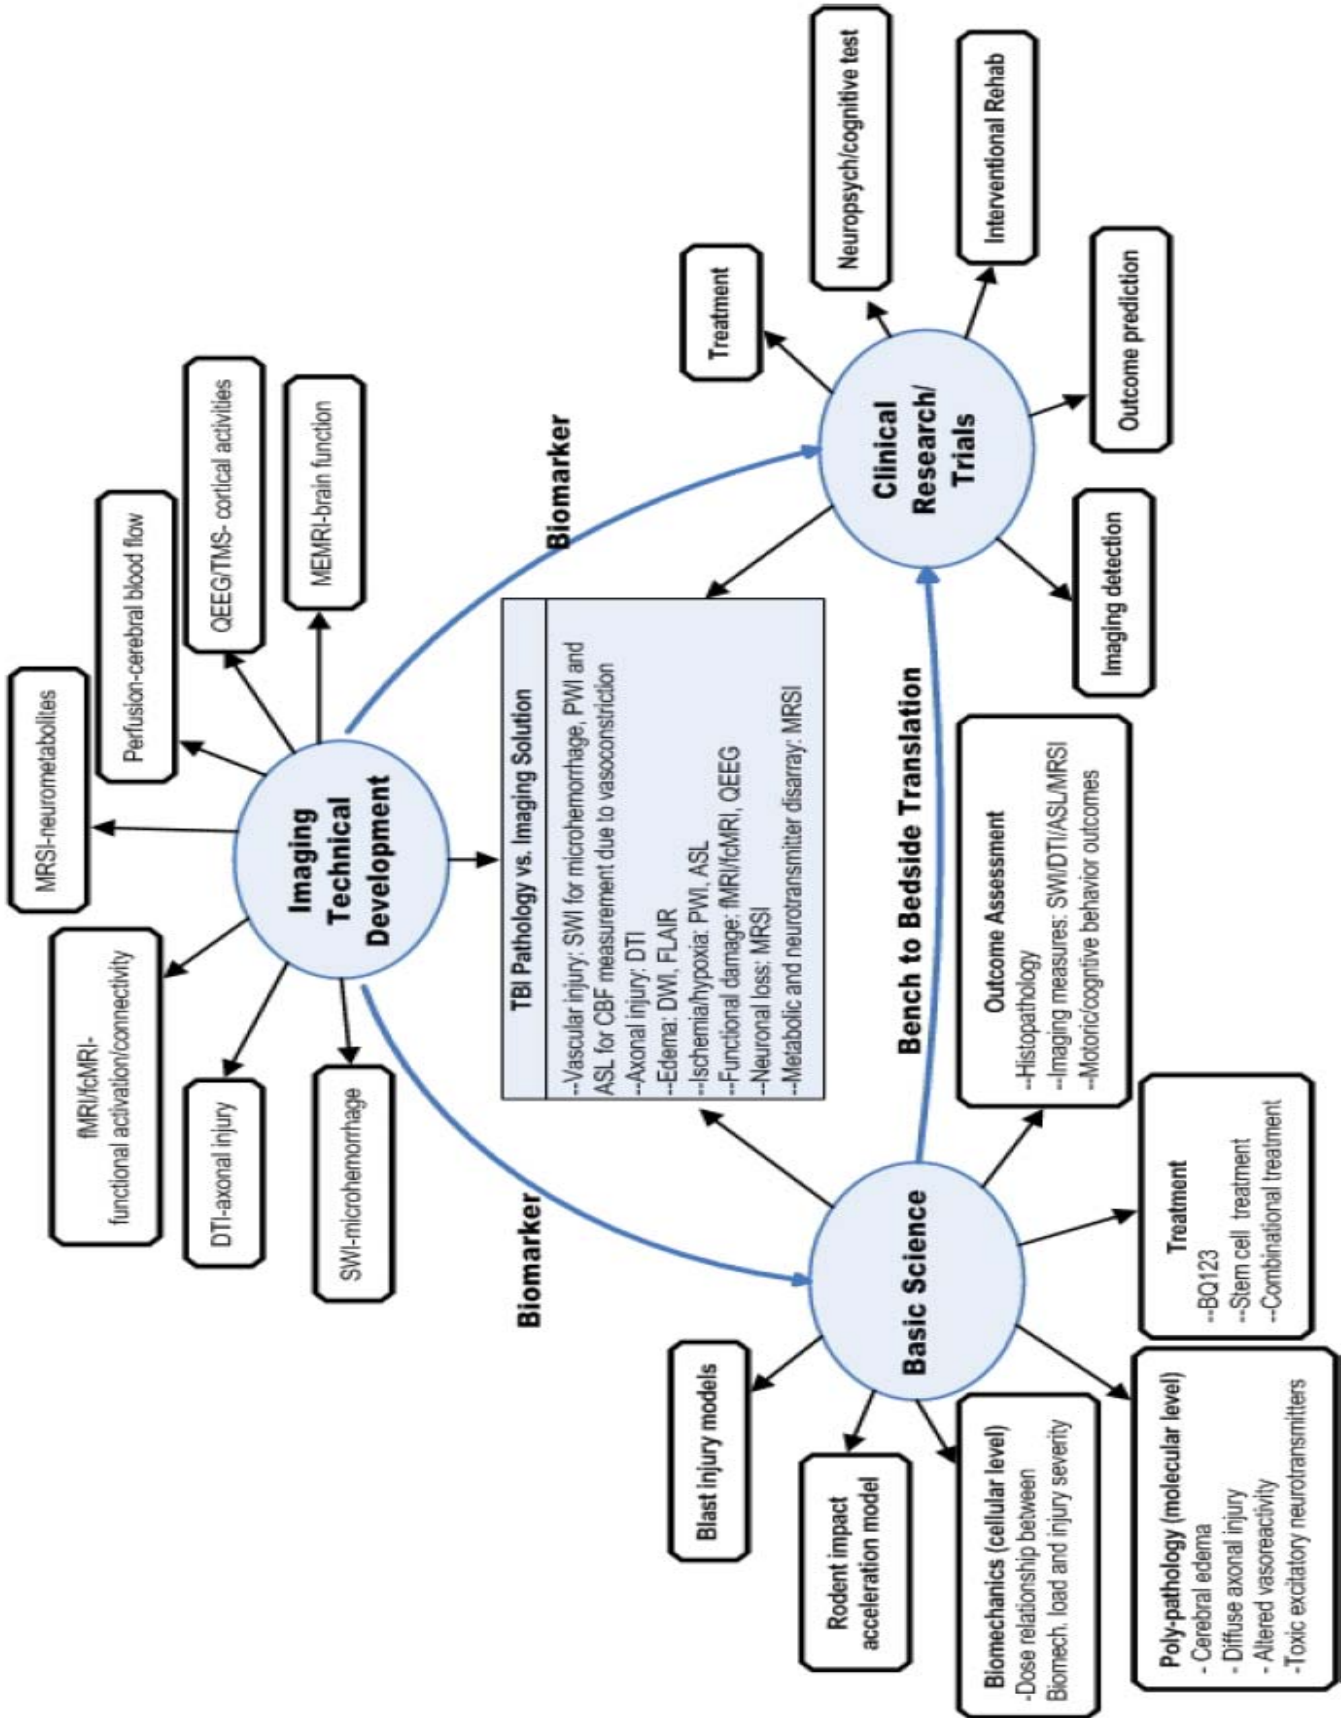 MRSI-neurometabolites
Perfusion-cerebral blood flow
QEEG/TMS- cortical activities
MEMRI-brain function
fMRI/fcMRI-
functional activation/connectivity
DTI-axonal injury
SWI-microhemorrhage
Imaging
Technical
Development
Biomarker
Biomarker
TBI Pathology vs. Imaging Solution
--Vascular injury: SWI for microhemorrhage, PWI and
ASL for CBF measurement due to vasoconstriction
--Axonal injury: DTI
--Edema: DWI, FLAIR
--Ischemia/hypoxia: PWI, ASL
--Functional damage: fMRI/fcMRI, QEEG
--Neuronal loss: MRSI
--Metabolic and neurotransmitter disarray: MRSI
Blast injury models
Rodent impact
acceleration model
Biomechanics (cellular level)
-Dose relationship between
Biomech. load and injury severity
Poly-pathology (molecular level)
- Cerebral edema
- Diffuse axonal injury
- Altered vasoreactivity
-Toxic excitatory neurotransmitters
Basic Science
Treatment
--BQ123
--Stem cell treatment
--Combinational treatment
Outcome Assessment
--Histopathology
--Imaging measures: SWI/DTI/ASL/MRSI
--Motoric/cogntive behavior outcomes
Bench to Bedside Translation
Clinical
Research/
Trials
Treatment
Neuropsych/cognitive test
Interventional Rehab
Outcome prediction
Imaging detection